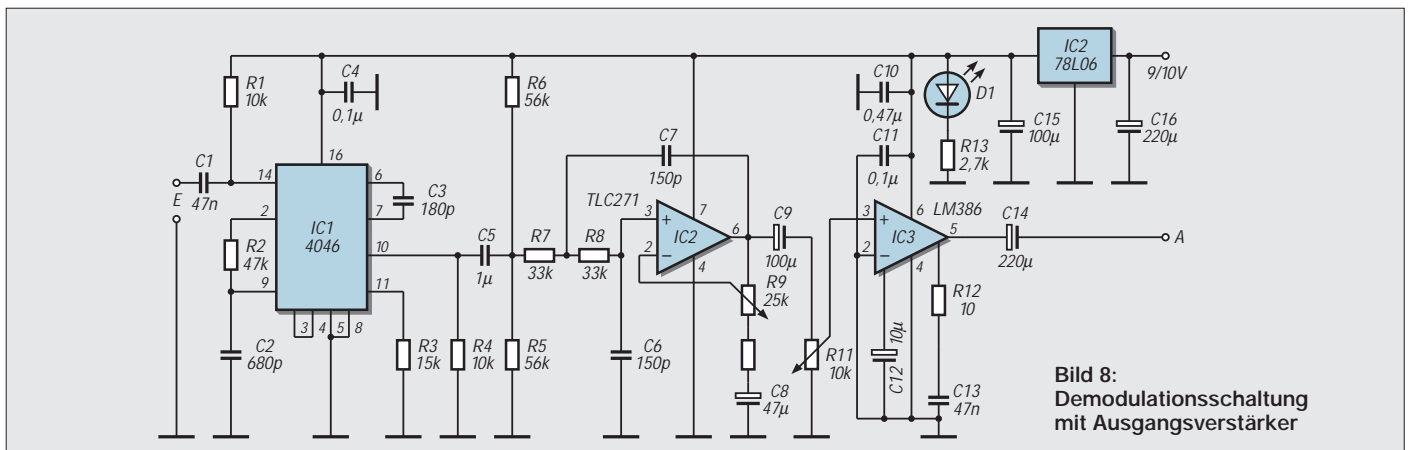 R1
10k
C4
0,1µ
R6
56k
C10
0,47µ
D1
IC2
78L06
9/10V
C1
47n
E
14
16
6
C3
180p
7
2
IC1
4046
R2
47k
10
C5
1µ
R7
33k
R8
33k
C7
150p
TLC271
3
+
7
IC2
2
–
6
4
C9
100µ
C11
0,1µ
R13
2,7k
C15
100µ
C16
220µ
3
+
6
LM386
IC3
5
2
–
4
C14
220µ
A
9
11
3
4
5
8
C2
680p
R3
15k
R4
10k
R5
56k
C6
150p
R9
25k
C8
47µ
R11
10k
C12
10µ
R12
10
C13
47n
Bild 8:
Demodulationsschaltung
mit Ausgangsverstärker